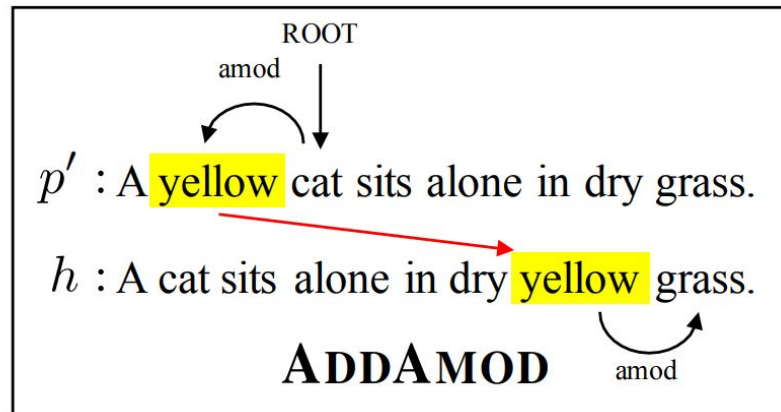 ROOT
amod
p′ : A yellow cat sits alone in dry grass.
h : A cat sits alone in dry yellow grass.
ADDAMOD
amod